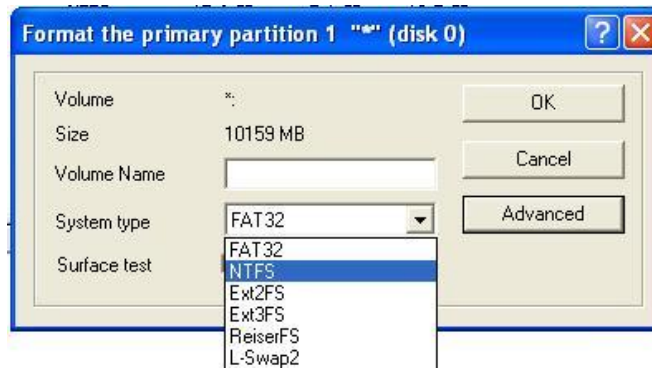 Format the primary partition 1 "*" (disk 0)
Volume *: OK
Size 10159 MB
Volume Name Cancel
System type FAT32 Advanced
Surface test
FAT32
NTFS
Ext2FS
Ext3FS
ReiserFS
L-Swap2